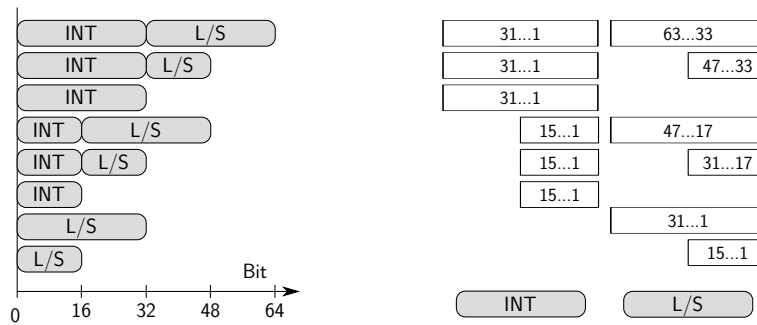 INT L/S 31...1 63...33
INT L/S 31...1 47...33
INT 31...1
INT L/S 15...1 47...17
INT L/S 15...1 31...17
INT 15...1
L/S 31...1
L/S 15...1
Bit
0 16 32 48 64 INT L/S